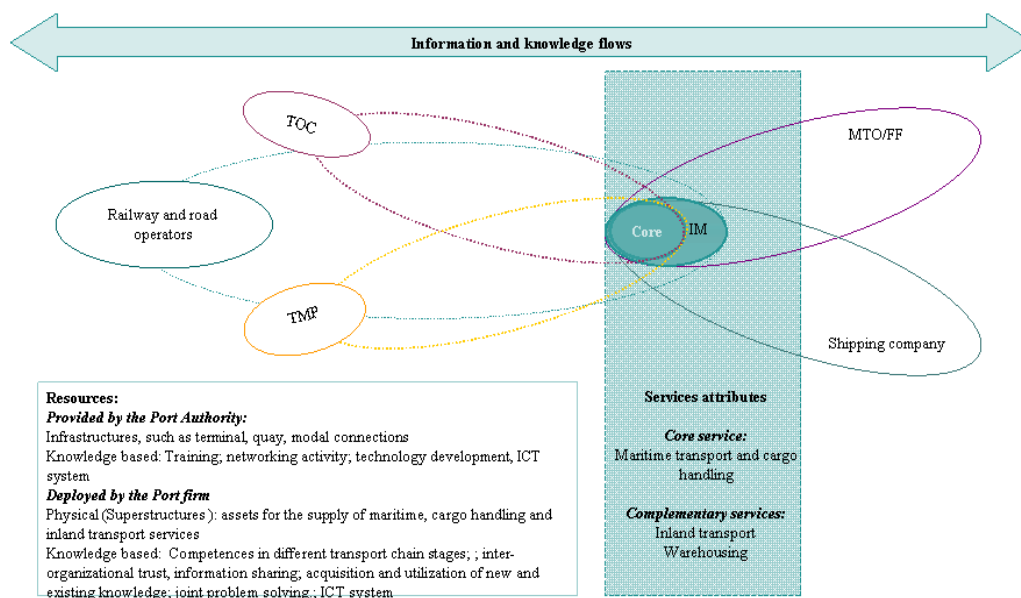 Information and knowledge flows
TOC
MTO/FF
Railway and road
operators
Core
IM
TMP
Shipping company
Resources:
Provided by the Port Authority:
Infrastructures, such as terminal, quay, modal connections
Knowledge based: Training; networking activity; technology development, ICT
system
Deployed by the Port firm
Physical (Superstructures ): assets for the supply of maritime, cargo handling and
inland transport services
Knowledge based:  Competences in different transport chain stages; ; inter-
organizational trust, information sharing; acquisition and utilization of new and
existing knowledge; joint problem solving ; ICT system
Services attributes
Core service:
Maritime transport and cargo
handling
Complementary services:
Inland transport
Warehousing